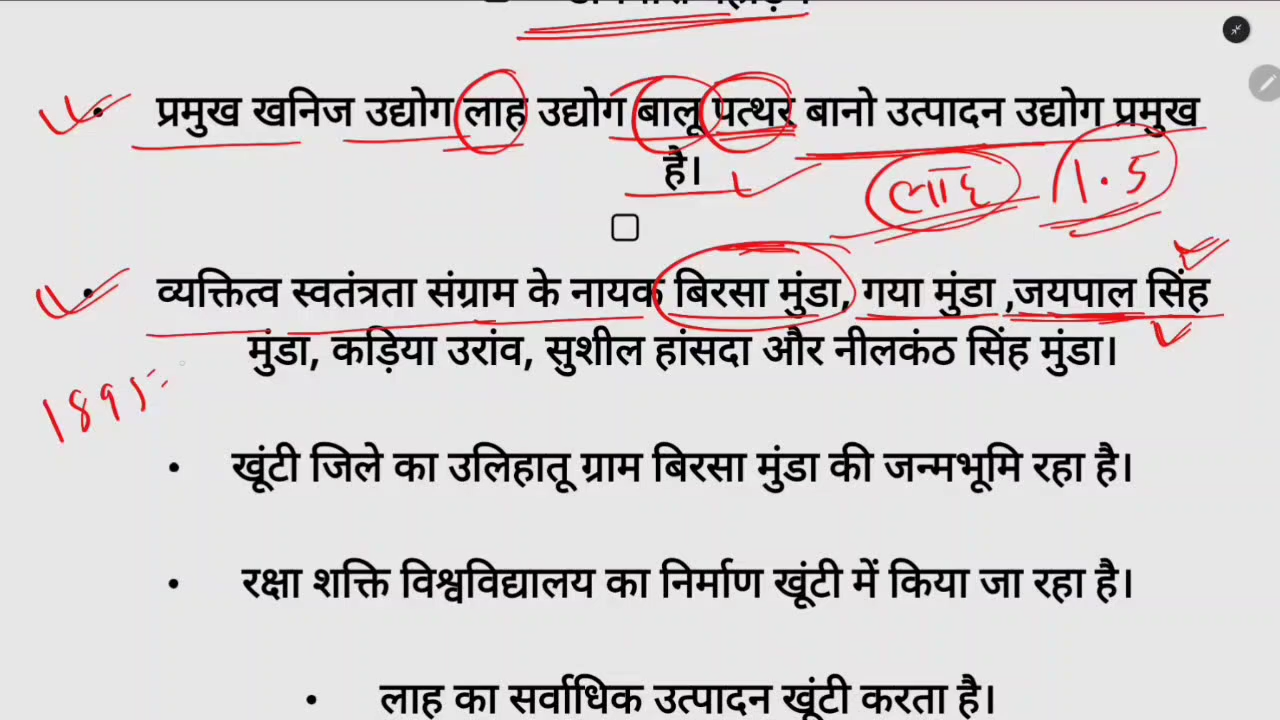 प्रमुख खनिज उद्योग लाह उद्योग बालू पत्थर बानो उत्पादन उद्योग प्रमुख
है।
लाह 1.5
व्यक्तित्व स्वतंत्रता संग्राम के नायक बिरसा मुंडा, गया मुंडा ,जयपाल सिंह
मुंडा, कड़िया उरांव, सुशील हांसदा और नीलकंठ सिंह मुंडा।
1895
• खूंटी जिले का उलिहातू ग्राम बिरसा मुंडा की जन्मभूमि रहा है।
• रक्षा शक्ति विश्वविद्यालय का निर्माण खूंटी में किया जा रहा है।
• लाह का सर्वाधिक उत्पादन खूंटी करता है।